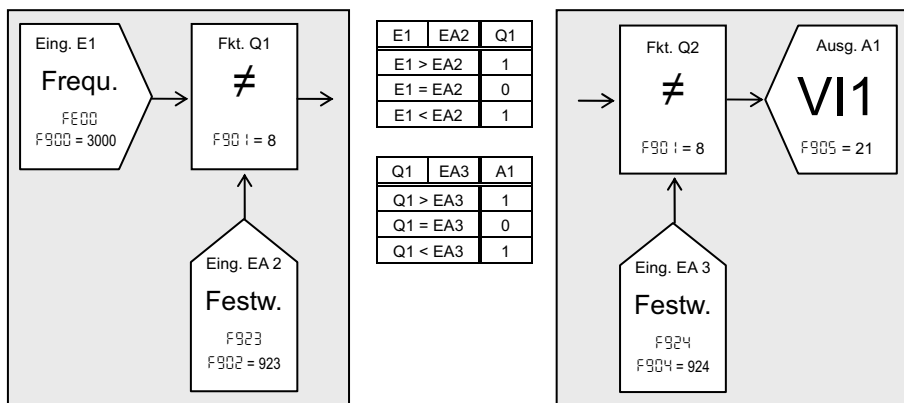 Eing. E1
Frequ.
FE00
F900 = 3000
Fkt. Q1
≠
F901 = 8
Eing. EA 2
Festw.
F923
F902 = 923
E1 EA2 Q1
E1 > EA2 1
E1 = EA2 0
E1 < EA2 1
Q1 EA3 A1
Q1 > EA3 1
Q1 = EA3 0
Q1 < EA3 1
Fkt. Q2
≠
F901 = 8
Ausg. A1
VI1
F905 = 21
Eing. EA 3
Festw.
F924
F904 = 924